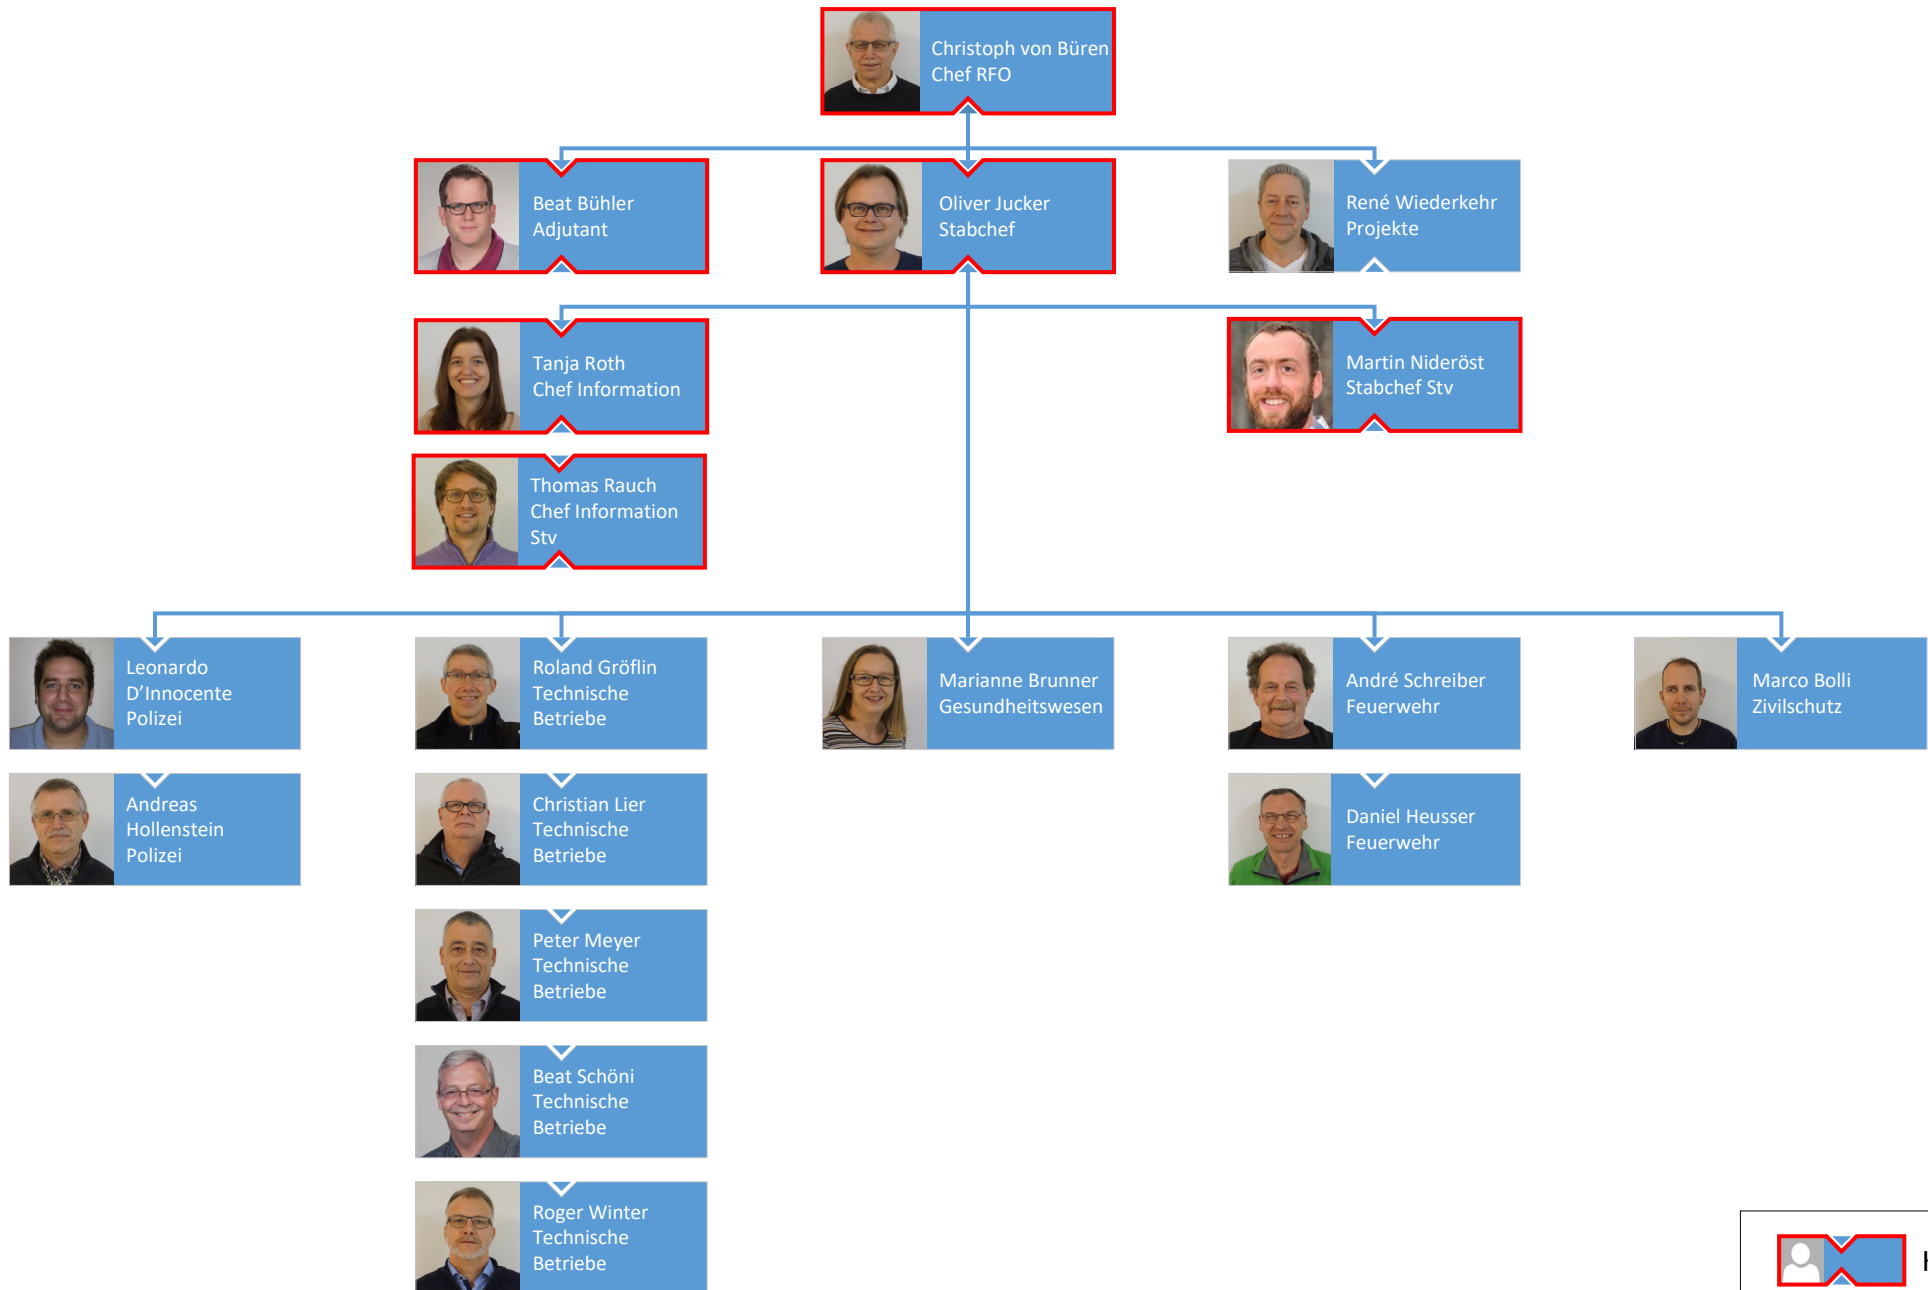 Christoph von Büren
Chef RFO
Beat Bühler
Adjutant
Oliver Jucker
Stabchef
René Wiederkehr
Projekte
Tanja Roth
Chef Information
Martin Nideröst
Stabchef Stv
Thomas Rauch
Chef Information
Stv
Leonardo
D’Innocente
Polizei
Roland Gröflin
Technische
Betriebe
Marianne Brunner
Gesundheitswesen
André Schreiber
Feuerwehr
Marco Bolli
Zivilschutz
Andreas
Hollenstein
Polizei
Christian Lier
Technische
Betriebe
Daniel Heusser
Feuerwehr
Peter Meyer
Technische
Betriebe
Beat Schöni
Technische
Betriebe
Roger Winter
Technische
Betriebe